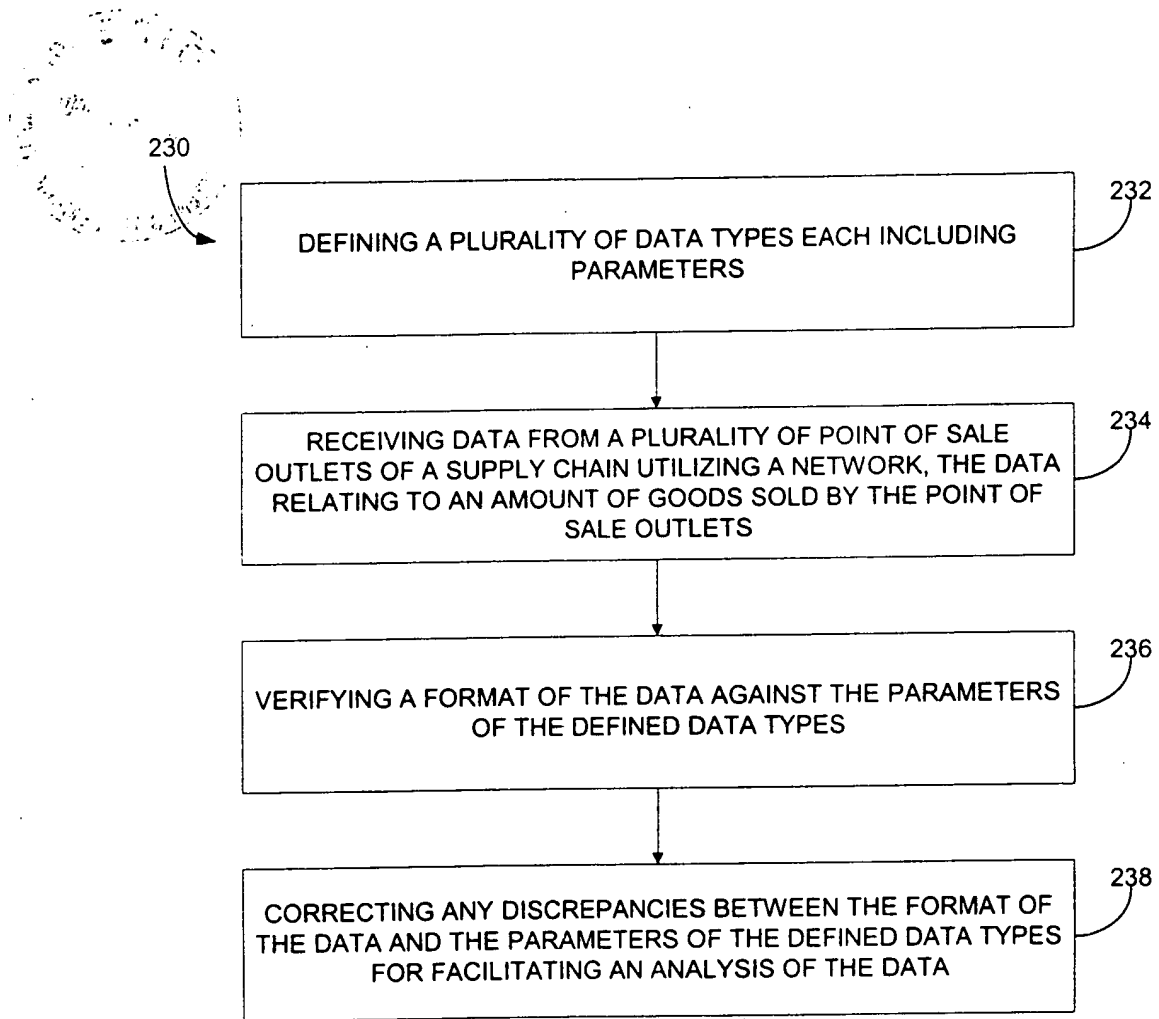 230
232
DEFINING A PLURALITY OF DATA TYPES EACH INCLUDING
PARAMETERS
234
RECEIVING DATA FROM A PLURALITY OF POINT OF SALE
OUTLETS OF A SUPPLY CHAIN UTILIZING A NETWORK, THE DATA
RELATING TO AN AMOUNT OF GOODS SOLD BY THE POINT OF
SALE OUTLETS
236
VERIFYING A FORMAT OF THE DATA AGAINST THE PARAMETERS
OF THE DEFINED DATA TYPES
238
CORRECTING ANY DISCREPANCIES BETWEEN THE FORMAT OF
THE DATA AND THE PARAMETERS OF THE DEFINED DATA TYPES
FOR FACILITATING AN ANALYSIS OF THE DATA